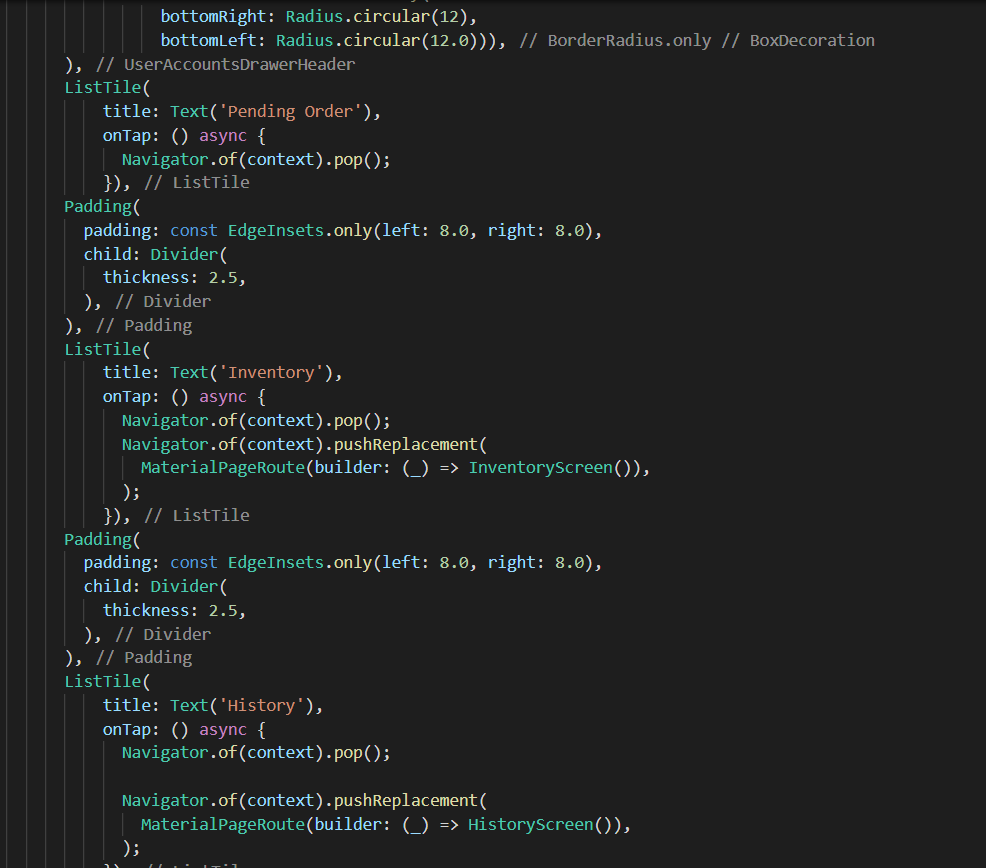 bottomRight: Radius.circular(12),
bottomLeft: Radius.circular(12.0))), // BorderRadius.only // BoxDecoration
), // UserAccountsDrawerHeader
ListTile(
title: Text('Pending Order'),
onTap: () async {
Navigator.of(context).pop();
}), // ListTile
Padding(
padding: const EdgeInsets.only(left: 8.0, right: 8.0),
child: Divider(
thickness: 2.5,
), // Divider
), // Padding
ListTile(
title: Text('Inventory'),
onTap: () async {
Navigator.of(context).pop();
Navigator.of(context).pushReplacement(
MaterialPageRoute(builder: (_) => InventoryScreen()),
);
}), // ListTile
Padding(
padding: const EdgeInsets.only(left: 8.0, right: 8.0),
child: Divider(
thickness: 2.5,
), // Divider
), // Padding
ListTile(
title: Text('History'),
onTap: () async {
Navigator.of(context).pop();
Navigator.of(context).pushReplacement(
MaterialPageRoute(builder: (_) => HistoryScreen()),
);